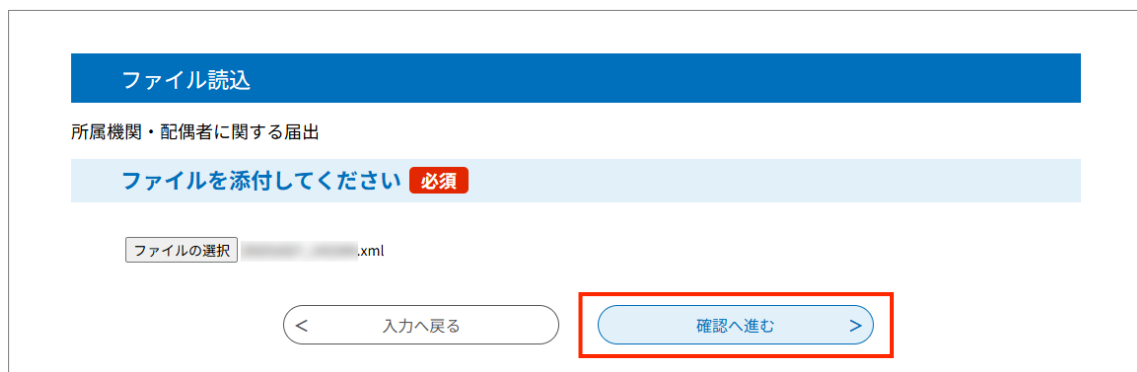 ファイル読込
所属機関・配偶者に関する届出
ファイルを添付してください 必須
ファイルの選択 .xml
< 入力へ戻る 確認へ進む >